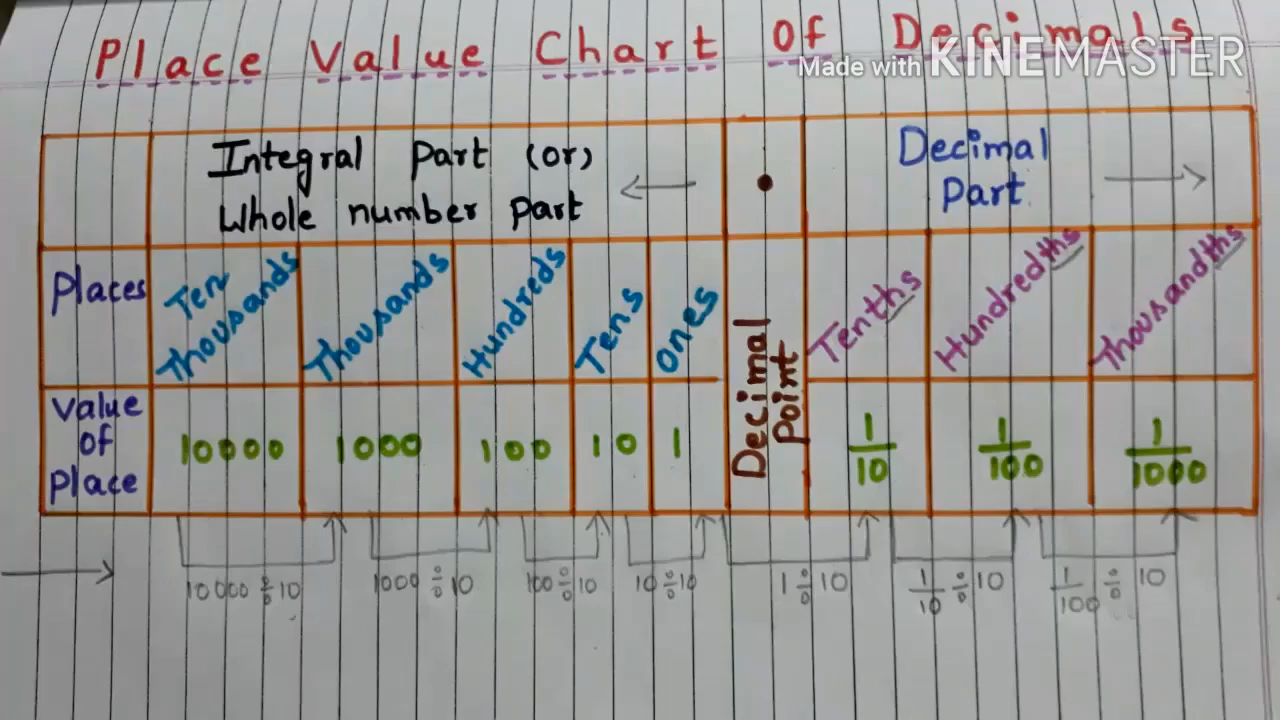 Place Value Chart Of Decimals
Made with KINEMASTER
Integral Part (or)
Whole number part
←
•
Decimal
Part
→
Places
Ten
Thousands
Thousands
Hundreds
Tens
Ones
Decimal
Point
Tenths
Hundredths
Thousandths
Value
of
Place
10000
1000
100
10
1
1/10
1/100
1/1000
→
10000 ÷ 10
1000 ÷ 10
100 ÷ 10
10 ÷ 10
1 ÷ 10
1/10 ÷ 10
1/100 ÷ 10